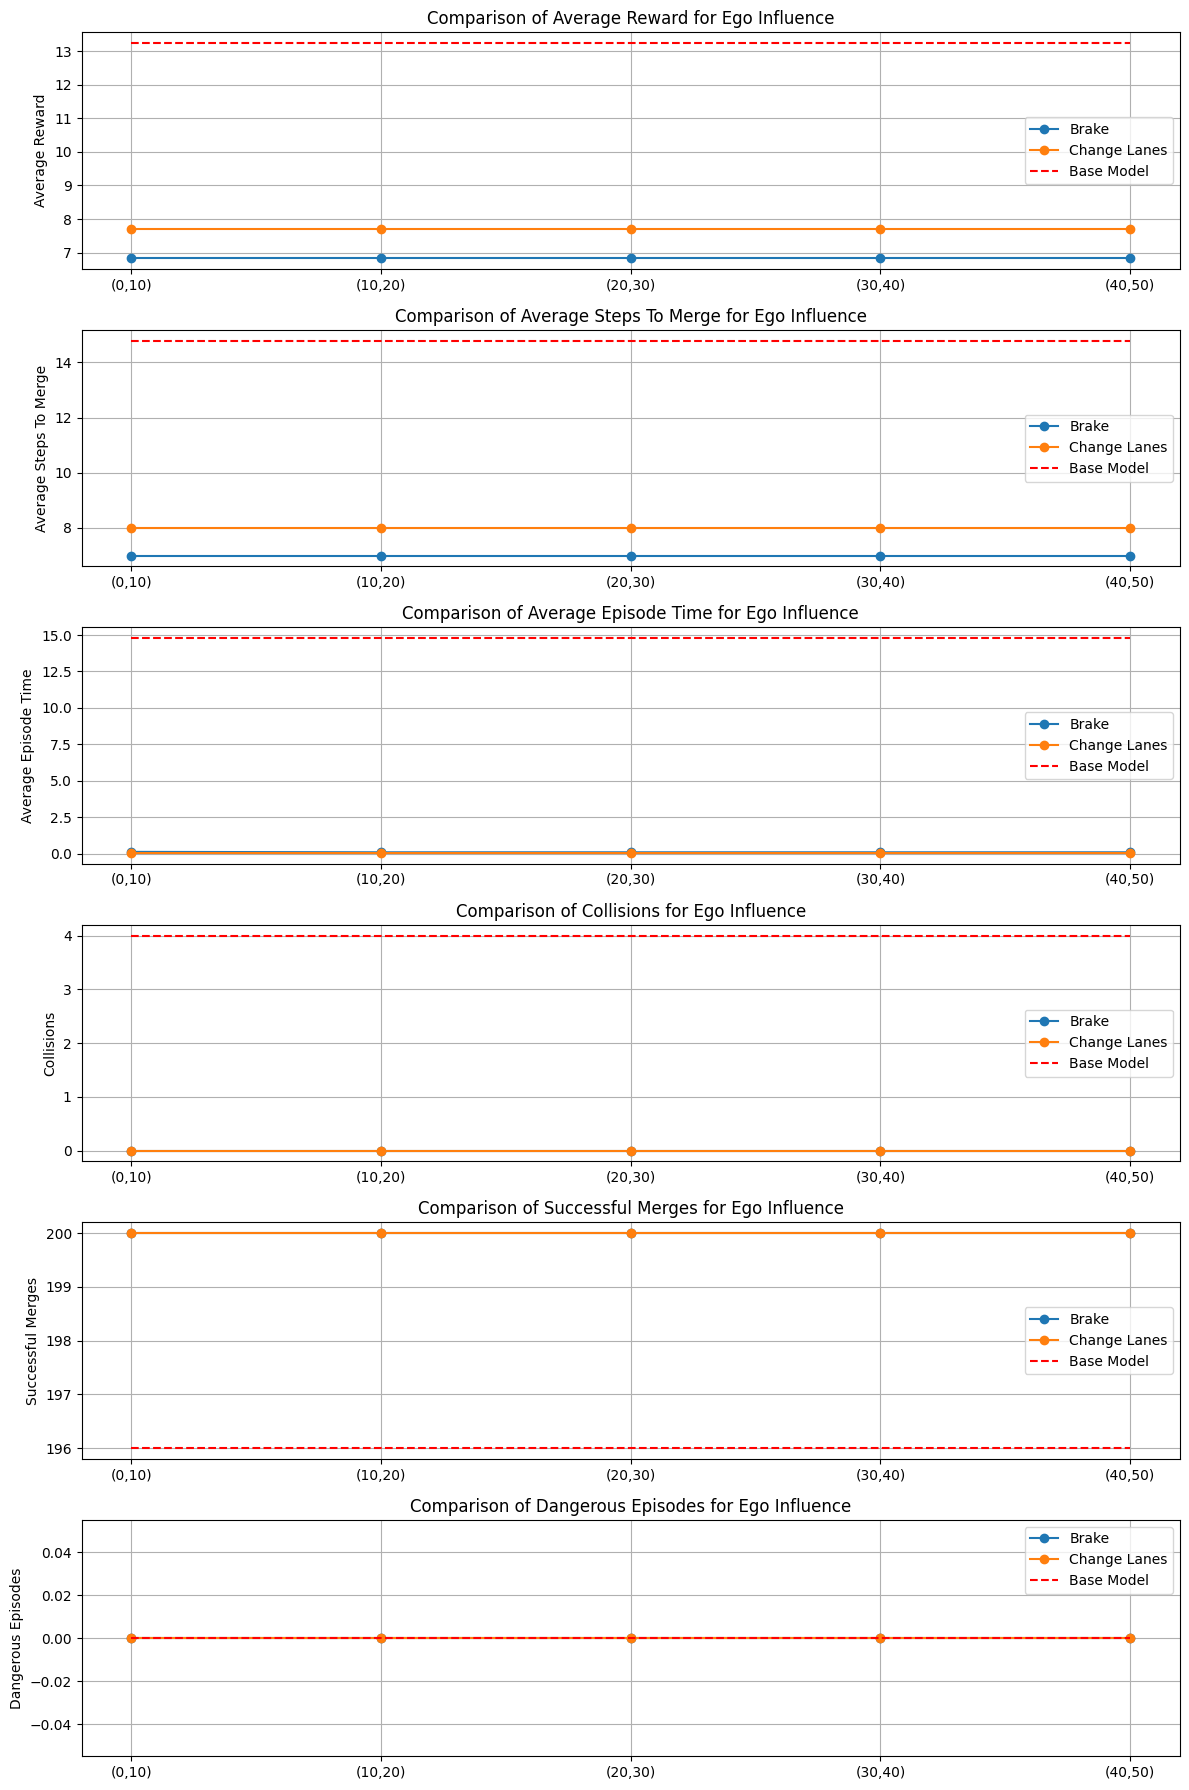 Comparison of Average Reward for Ego Influence
Average Reward
13
12
11
10
9
8
7
Brake
Change Lanes
Base Model
(0,10) (10,20) (20,30) (30,40) (40,50)
Comparison of Average Steps To Merge for Ego Influence
Average Steps To Merge
14
12
10
8
Brake
Change Lanes
Base Model
(0,10) (10,20) (20,30) (30,40) (40,50)
Comparison of Average Episode Time for Ego Influence
Average Episode Time
15.0
12.5
10.0
7.5
5.0
2.5
0.0
Brake
Change Lanes
Base Model
(0,10) (10,20) (20,30) (30,40) (40,50)
Comparison of Collisions for Ego Influence
Collisions
4
3
2
1
0
Brake
Change Lanes
Base Model
(0,10) (10,20) (20,30) (30,40) (40,50)
Comparison of Successful Merges for Ego Influence
Successful Merges
200
199
198
197
196
Brake
Change Lanes
Base Model
(0,10) (10,20) (20,30) (30,40) (40,50)
Comparison of Dangerous Episodes for Ego Influence
Dangerous Episodes
0.04
0.02
0.00
−0.02
−0.04
Brake
Change Lanes
Base Model
(0,10) (10,20) (20,30) (30,40) (40,50)